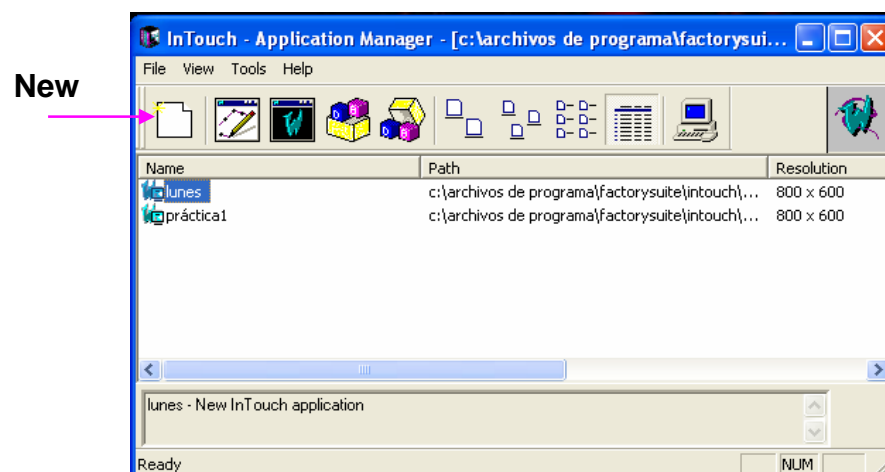 InTouch - Application Manager - [c:\archivos de programa\factorysui...
File View Tools Help
New
Name Path Resolution
lunes c:\archivos de programa\factorysuite\intouch\... 800 x 600
práctica1 c:\archivos de programa\factorysuite\intouch\... 800 x 600
lunes - New InTouch application
Ready NUM